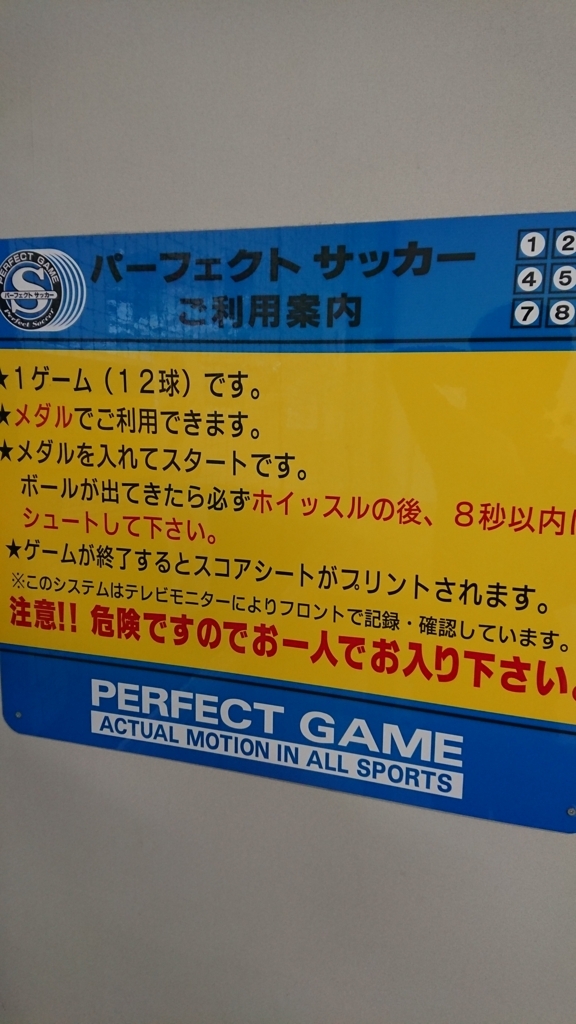 PERFECT GAME
パーフェクト サッカー
S
Perfect Soccer
パーフェクト サッカー
ご利用案内
1 2
4 5
7 8
★1ゲーム（12球）です。
★メダルでご利用できます。
★メダルを入れてスタートです。
ボールが出てきたら必ずホイッスルの後、8秒以内に
シュートして下さい。
★ゲームが終了するとスコアシートがプリントされます。
※このシステムはテレビモニターによりフロントで記録・確認しています。
注意!! 危険ですのでお一人でお入り下さい。
PERFECT GAME
ACTUAL MOTION IN ALL SPORTS